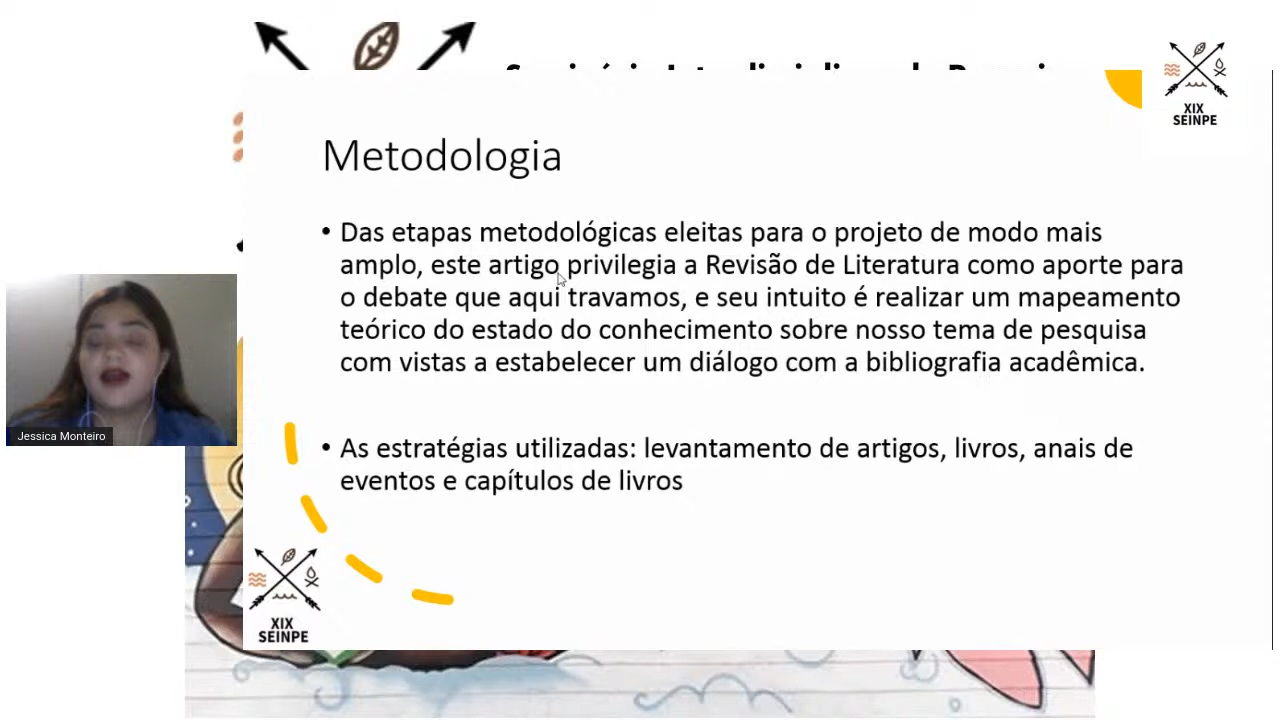 XIX
SEINPE
Metodologia
• Das etapas metodológicas eleitas para o projeto de modo mais
amplo, este artigo privilegia a Revisão de Literatura como aporte para
o debate que aqui travamos, e seu intuito é realizar um mapeamento
teórico do estado do conhecimento sobre nosso tema de pesquisa
com vistas a estabelecer um diálogo com a bibliografia acadêmica.
Jessica Monteiro
• As estratégias utilizadas: levantamento de artigos, livros, anais de
eventos e capítulos de livros
XIX
SEINPE